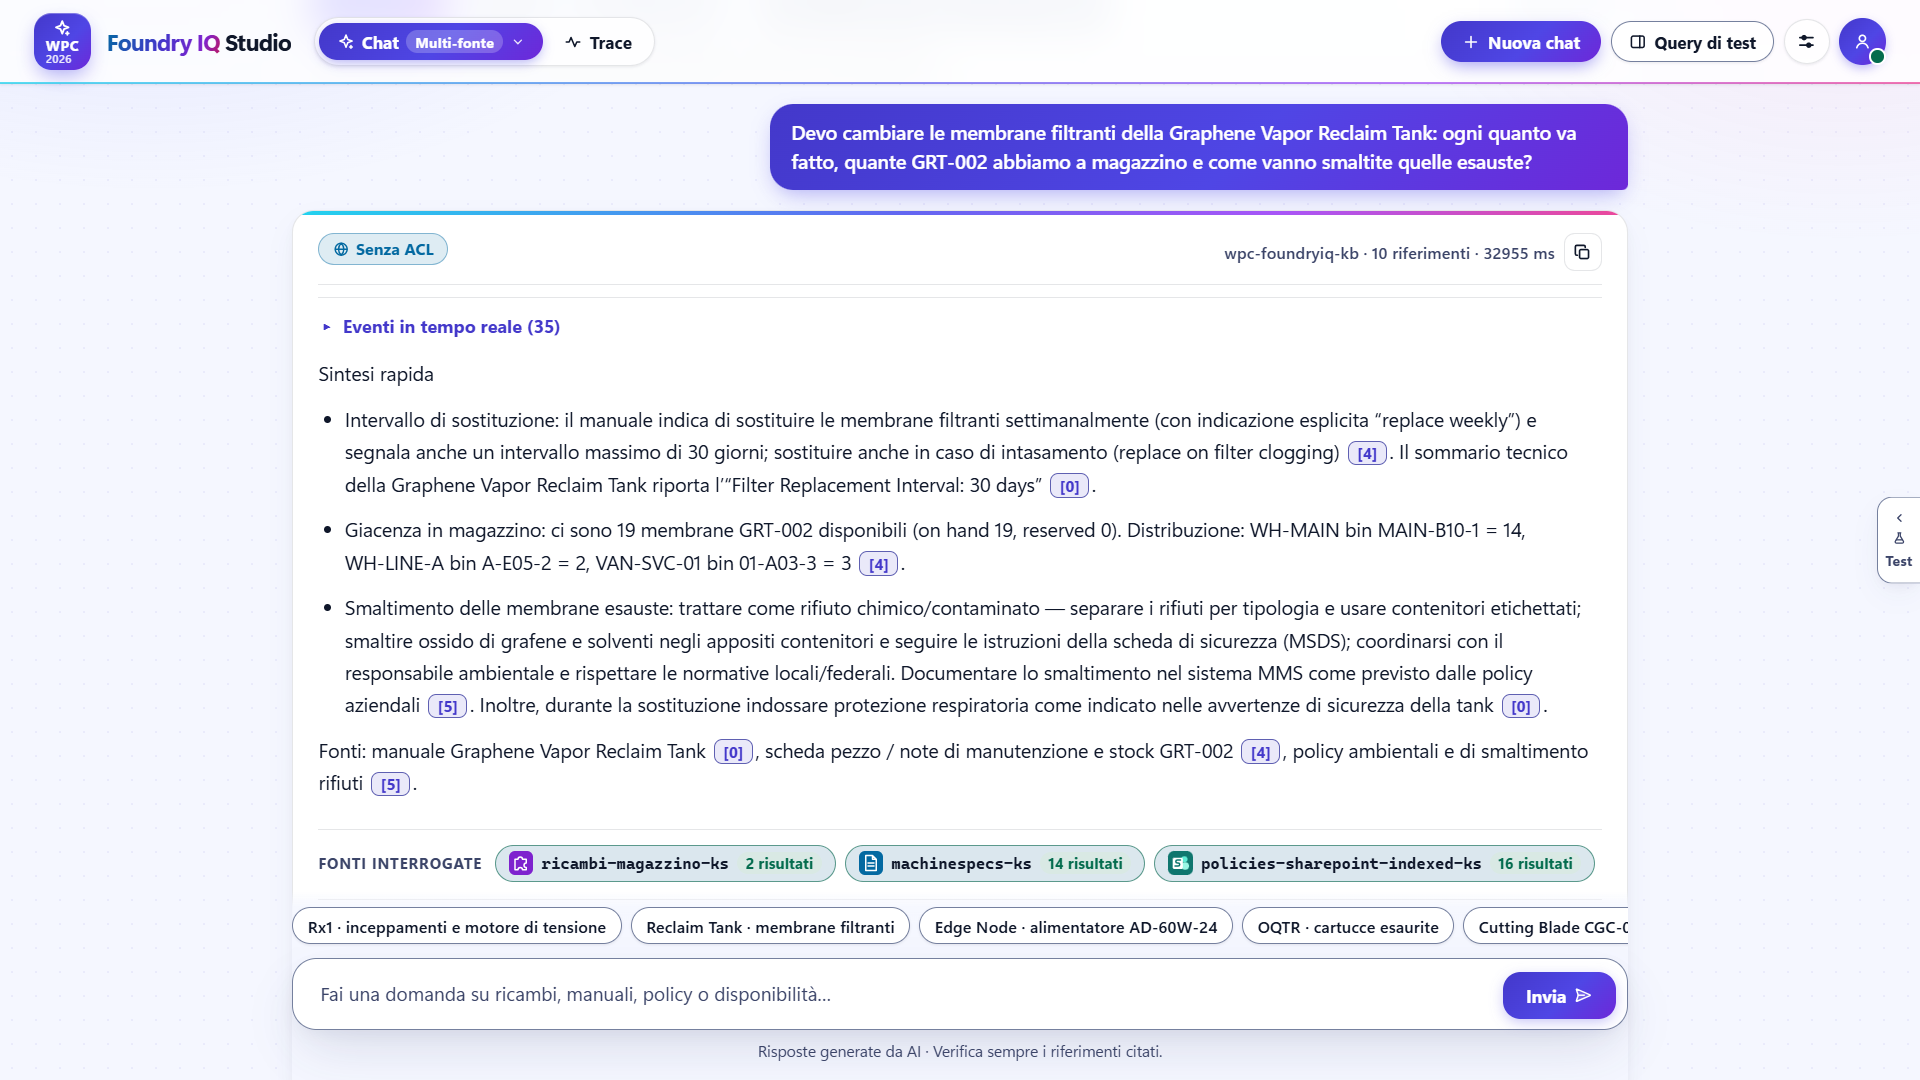 WPC
2026
Foundry IQ Studio
Chat Multi-fonte
Trace
Nuova chat
Query di test
Devo cambiare le membrane filtranti della Graphene Vapor Reclaim Tank: ogni quanto va
fatto, quante GRT-002 abbiamo a magazzino e come vanno smaltite quelle esauste?
Senza ACL
wpc-foundryiq-kb · 10 riferimenti · 32955 ms
Eventi in tempo reale (35)
Sintesi rapida
• Intervallo di sostituzione: il manuale indica di sostituire le membrane filtranti settimanalmente (con indicazione esplicita “replace weekly”) e
segnala anche un intervallo massimo di 30 giorni; sostituire anche in caso di intasamento (replace on filter clogging) [4]. Il sommario tecnico
della Graphene Vapor Reclaim Tank riporta l’“Filter Replacement Interval: 30 days” [0].
• Giacenza in magazzino: ci sono 19 membrane GRT-002 disponibili (on hand 19, reserved 0). Distribuzione: WH-MAIN bin MAIN-B10-1 = 14,
WH-LINE-A bin A-E05-2 = 2, VAN-SVC-01 bin 01-A03-3 = 3 [4].
• Smaltimento delle membrane esauste: trattare come rifiuto chimico/contaminato — separare i rifiuti per tipologia e usare contenitori etichettati;
smaltire ossido di grafene e solventi negli appositi contenitori e seguire le istruzioni della scheda di sicurezza (MSDS); coordinarsi con il
responsabile ambientale e rispettare le normative locali/federali. Documentare lo smaltimento nel sistema MMS come previsto dalle policy
aziendali [5]. Inoltre, durante la sostituzione indossare protezione respiratoria come indicato nelle avvertenze di sicurezza della tank [0].
Fonti: manuale Graphene Vapor Reclaim Tank [0], scheda pezzo / note di manutenzione e stock GRT-002 [4], policy ambientali e di smaltimento
rifiuti [5].
FONTI INTERROGATE ricambi-magazzino-ks 2 risultati machinespecs-ks 14 risultati policies-sharepoint-indexed-ks 16 risultati
Rx1 · inceppamenti e motore di tensione
Reclaim Tank · membrane filtranti
Edge Node · alimentatore AD-60W-24
OQTR · cartucce esaurite
Cutting Blade CGC-0
Fai una domanda su ricambi, manuali, policy o disponibilità...
Invia
Risposte generate da AI · Verifica sempre i riferimenti citati.
Test